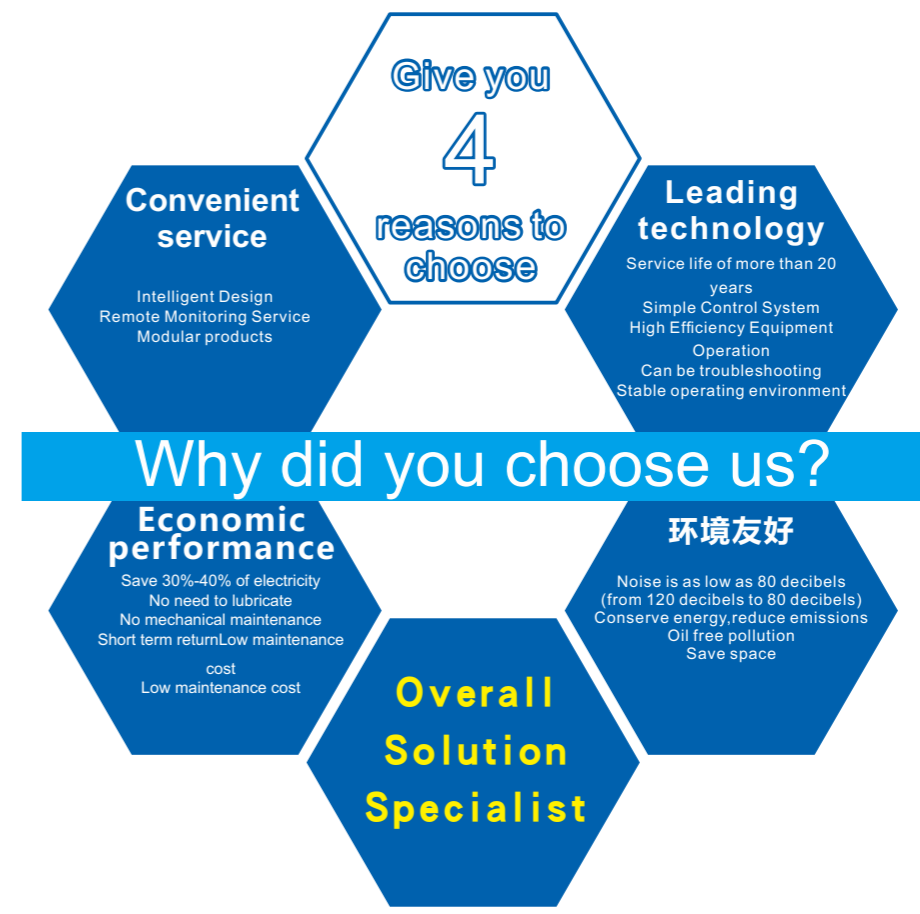 Give you
4
reasons to
choose
Convenient
service
Intelligent Design
Remote Monitoring Service
Modular products
Leading
technology
Service life of more than 20
years
Simple Control System
High Efficiency Equipment
Operation
Can be troubleshooting
Stable operating environment
Why did you choose us?
Economic
performance
Save 30%-40% of electricity
No need to lubricate
No mechanical maintenance
Short term returnLow maintenance
cost
Low maintenance cost
环境友好
Noise is as low as 80 decibels
(from 120 decibels to 80 decibels)
Conserve energy,reduce emissions
Oil free pollution
Save space
Overall
Solution
Specialist